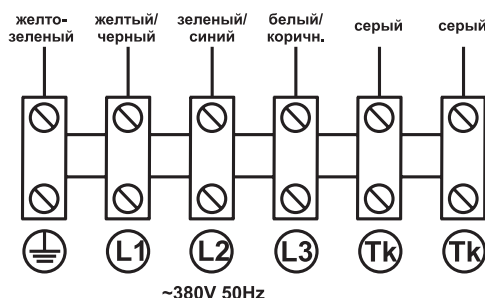 желто-
зеленый
желтый/
черный
зеленый/
синий
белый/
коричн.
серый
серый
L1
L2
L3
Tk
Tk
~380V 50Hz